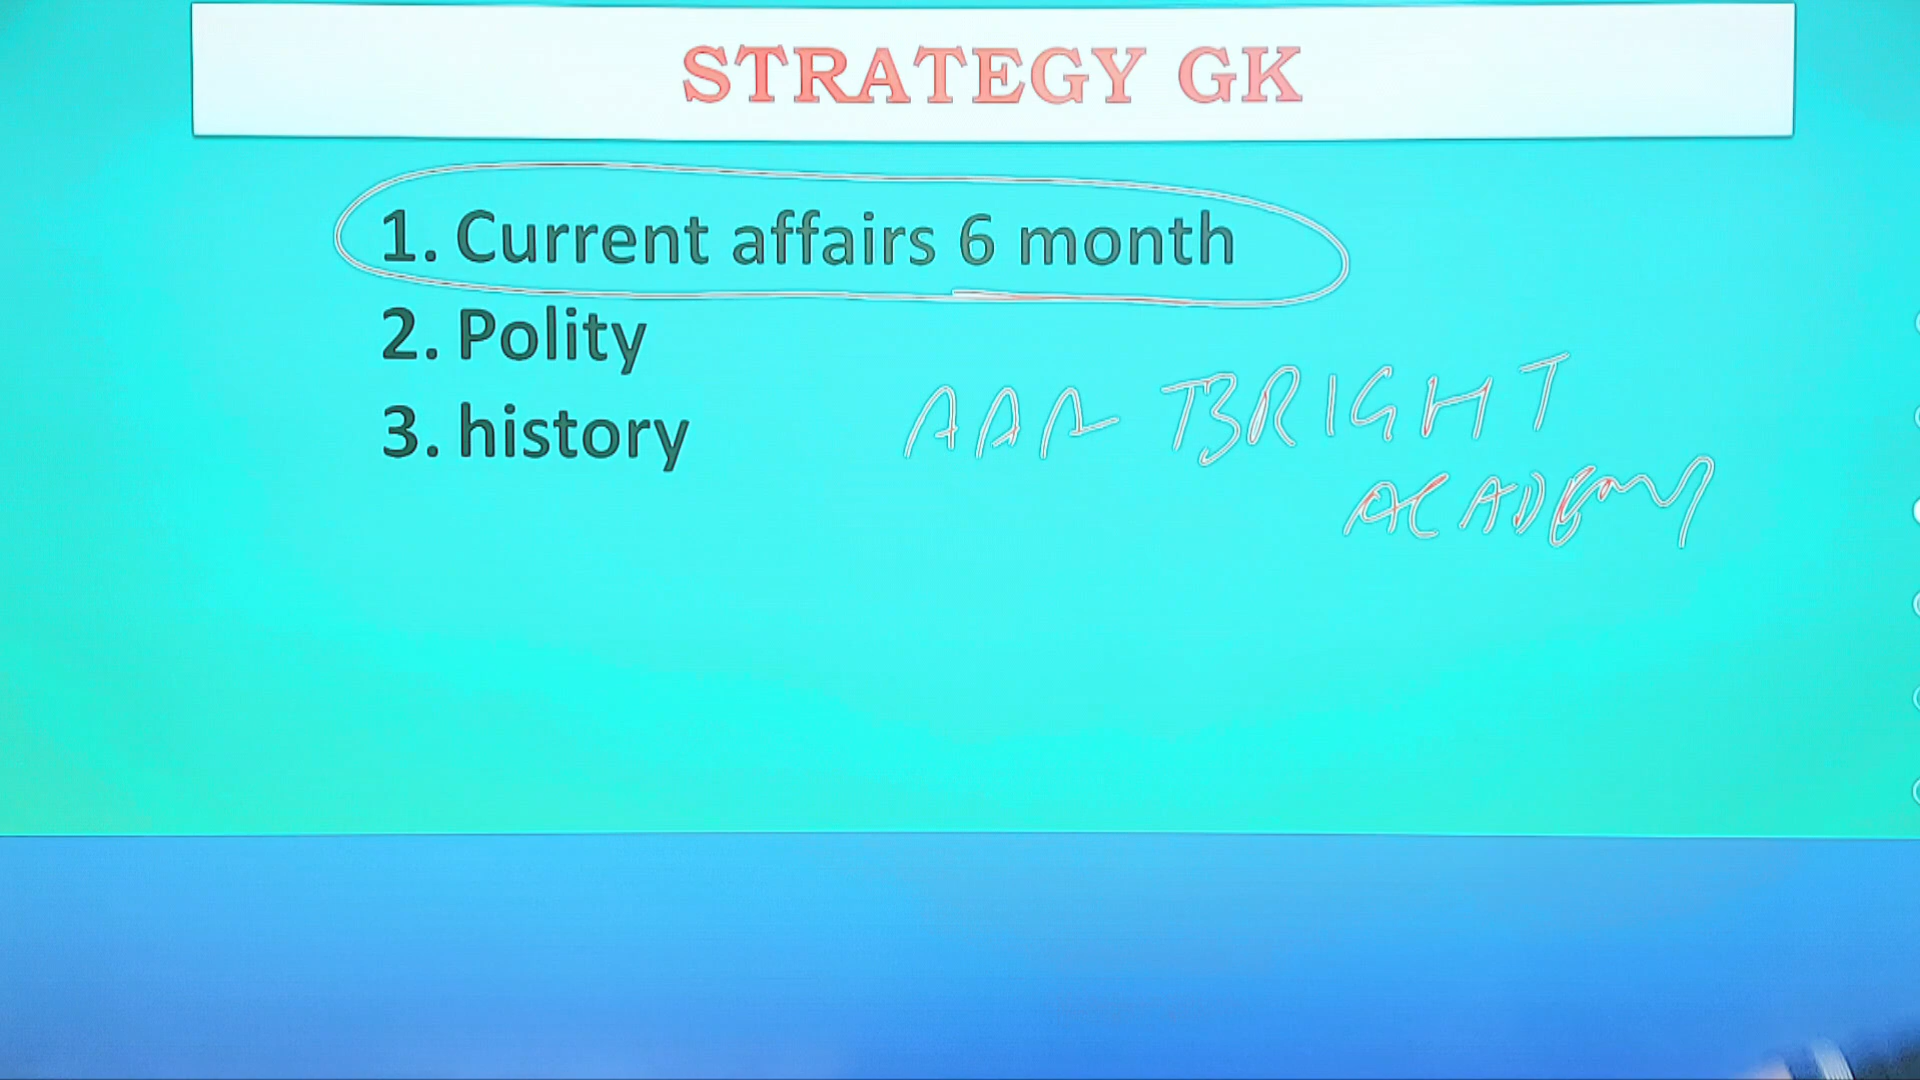 STRATEGY GK
1. Current affairs 6 month
2. Polity
3. history
AAA BRIGHT
ACADEMY